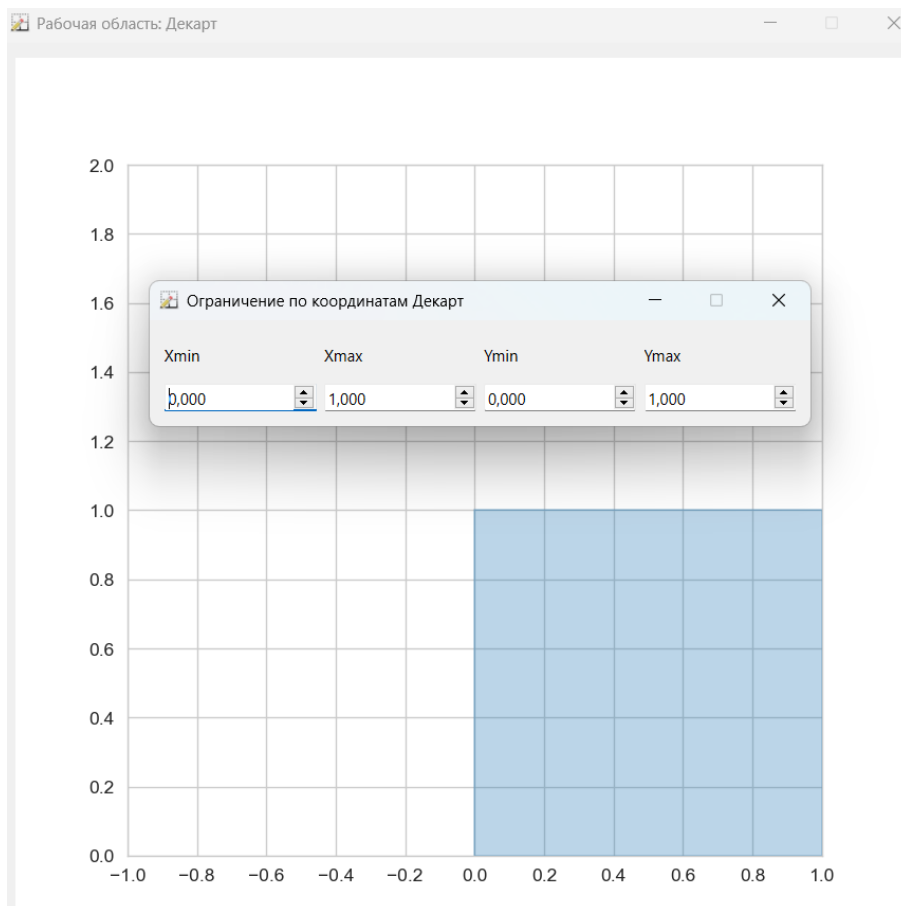 Рабочая область: Декарт
2.0
1.8
1.6
Ограничение по координатам Декарт
Xmin Xmax Ymin Ymax
1.4
0,000 1,000 0,000 1,000
1.2
1.0
0.8
0.6
0.4
0.2
0.0
−1.0 −0.8 −0.6 −0.4 −0.2 0.0 0.2 0.4 0.6 0.8 1.0